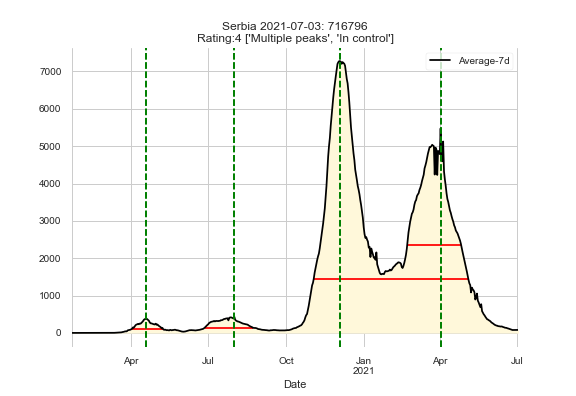 Serbia 2021-07-03: 716796
Rating:4 ['Multiple peaks', 'In control']
Average-7d
7000
6000
5000
4000
3000
2000
1000
0
Apr Jul Oct Jan Apr Jul
2021
Date